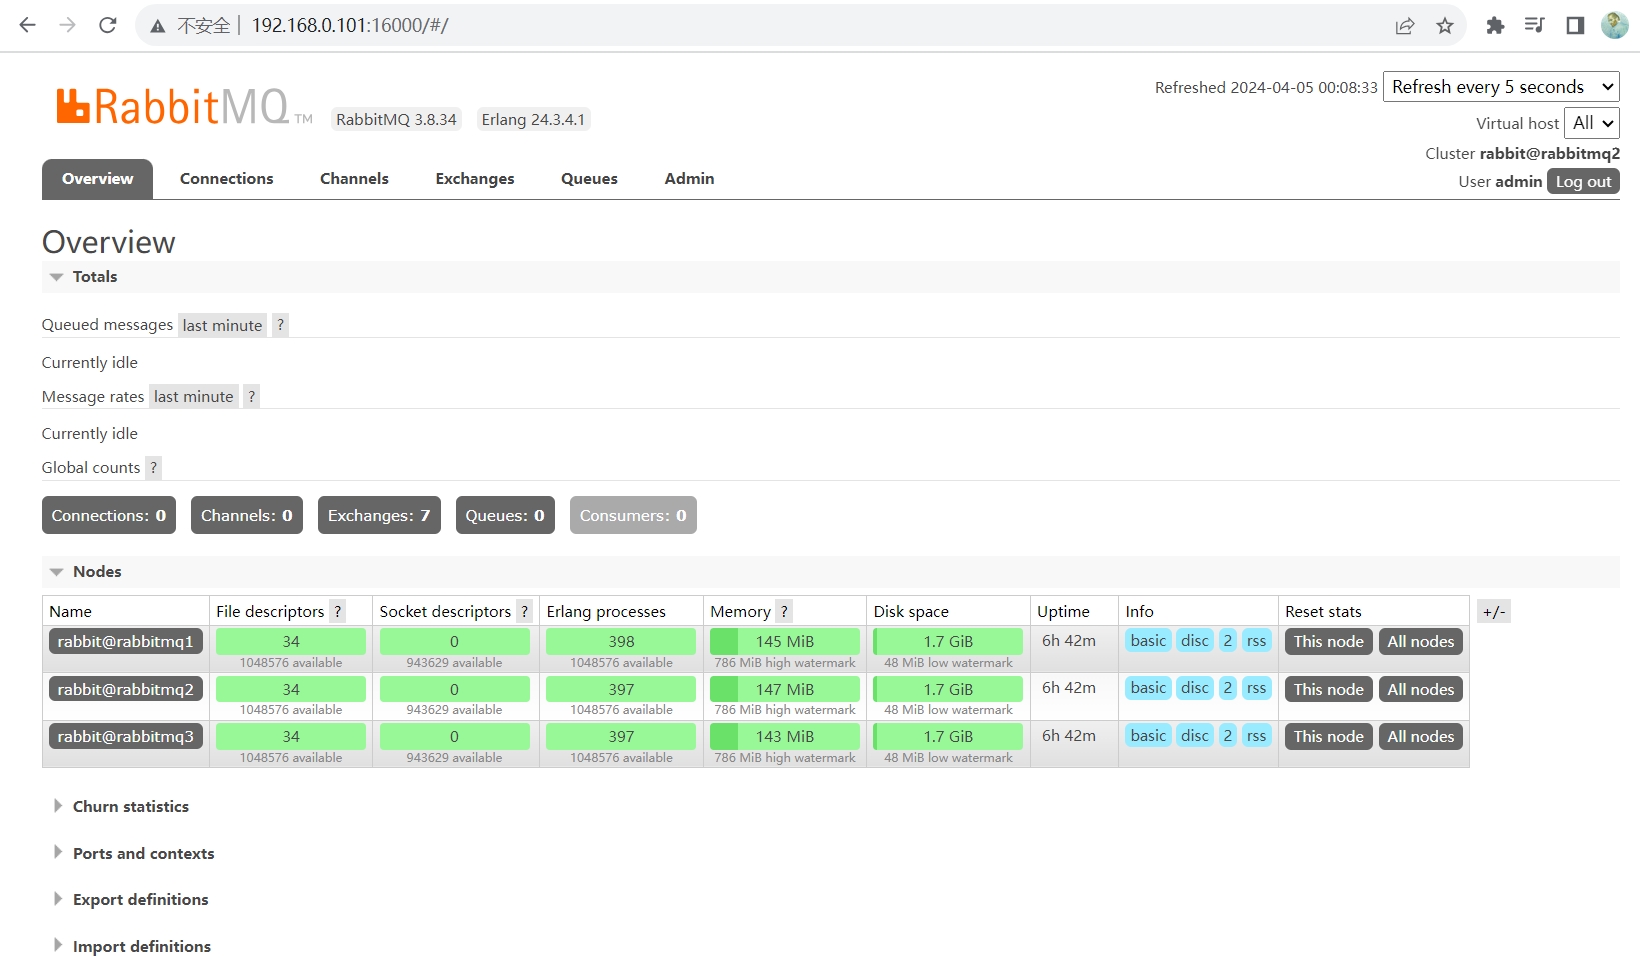 不安全 192.168.0.101:16000/#/
Refreshed 2024-04-05 00:08:33 Refresh every 5 seconds
RabbitMQ TM RabbitMQ 3.8.34 Erlang 24.3.4.1
Virtual host All
Cluster rabbit@rabbitmq2
User admin Log out
Overview Connections Channels Exchanges Queues Admin
Overview
Totals
Queued messages last minute ?
Currently idle
Message rates last minute ?
Currently idle
Global counts ?
Connections: 0 Channels: 0 Exchanges: 7 Queues: 0 Consumers: 0
Nodes
Name File descriptors ? Socket descriptors ? Erlang processes Memory ? Disk space Uptime Info Reset stats +/-
rabbit@rabbitmq1 34 0 398 145 MiB 1.7 GiB 6h 42m basic disc 2 rss This node All nodes
1048576 available 943629 available 1048576 available 786 MiB high watermark 48 MiB low watermark
rabbit@rabbitmq2 34 0 397 147 MiB 1.7 GiB 6h 42m basic disc 2 rss This node All nodes
1048576 available 943629 available 1048576 available 786 MiB high watermark 48 MiB low watermark
rabbit@rabbitmq3 34 0 397 143 MiB 1.7 GiB 6h 42m basic disc 2 rss This node All nodes
1048576 available 943629 available 1048576 available 786 MiB high watermark 48 MiB low watermark
Churn statistics
Ports and contexts
Export definitions
Import definitions